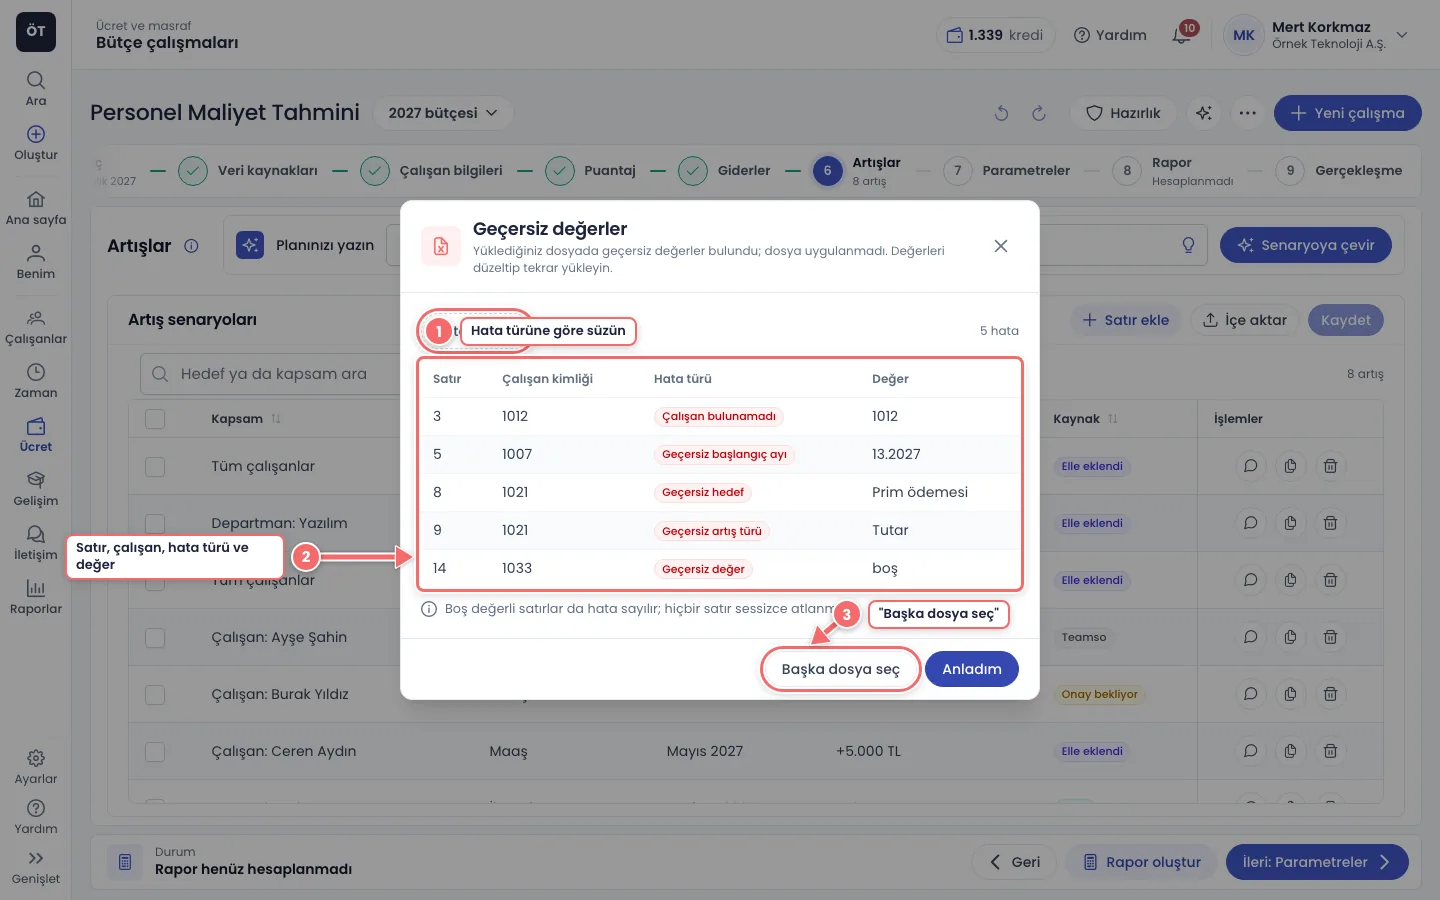 ÖT
Ücret ve masraf
Bütçe çalışmaları
1.339 kredi
Yardım
10
MK
Mert Korkmaz
Örnek Teknoloji A.Ş.
Ara
Oluştur
Ana sayfa
Benim
Çalışanlar
Zaman
Ücret
Gelişim
İletişim
Raporlar
Ayarlar
Yardım
Genişlet
Personel Maliyet Tahmini
2027 bütçesi
Hazırlık
Yeni çalışma
2027
Veri kaynakları
Çalışan bilgileri
Puantaj
Giderler
6
Artışlar
8 artış
7
Parametreler
8
Rapor
Hesaplanmadı
9
Gerçekleşme
Artışlar
Planınızı yazın
Senaryoya çevir
Artış senaryoları
Satır ekle
İçe aktar
Kaydet
Hedef ya da kapsam ara
8 artış
Kapsam
Kaynak
İşlemler
Tüm çalışanlar
Elle eklendi
Departman: Yazılım
Elle eklendi
Tüm çalışanlar
Elle eklendi
Çalışan: Ayşe Şahin
Teamso
Çalışan: Burak Yıldız
Onay bekliyor
Çalışan: Ceren Aydın
Maaş
Mayıs 2027
+5.000 TL
Elle eklendi
Geçersiz değerler
Yüklediğiniz dosyada geçersiz değerler bulundu; dosya uygulanmadı. Değerleri
düzeltip tekrar yükleyin.
1
Hata türüne göre süzün
5 hata
Satır
Çalışan kimliği
Hata türü
Değer
3
1012
Çalışan bulunamadı
1012
5
1007
Geçersiz başlangıç ayı
13.2027
8
1021
Geçersiz hedef
Prim ödemesi
9
1021
Geçersiz artış türü
Tutar
14
1033
Geçersiz değer
boş
Satır, çalışan, hata türü ve
değer
2
Boş değerli satırlar da hata sayılır; hiçbir satır sessizce
3
"Başka dosya seç"
Başka dosya seç
Anladım
Durum
Rapor henüz hesaplanmadı
Geri
Rapor oluştur
İleri: Parametreler